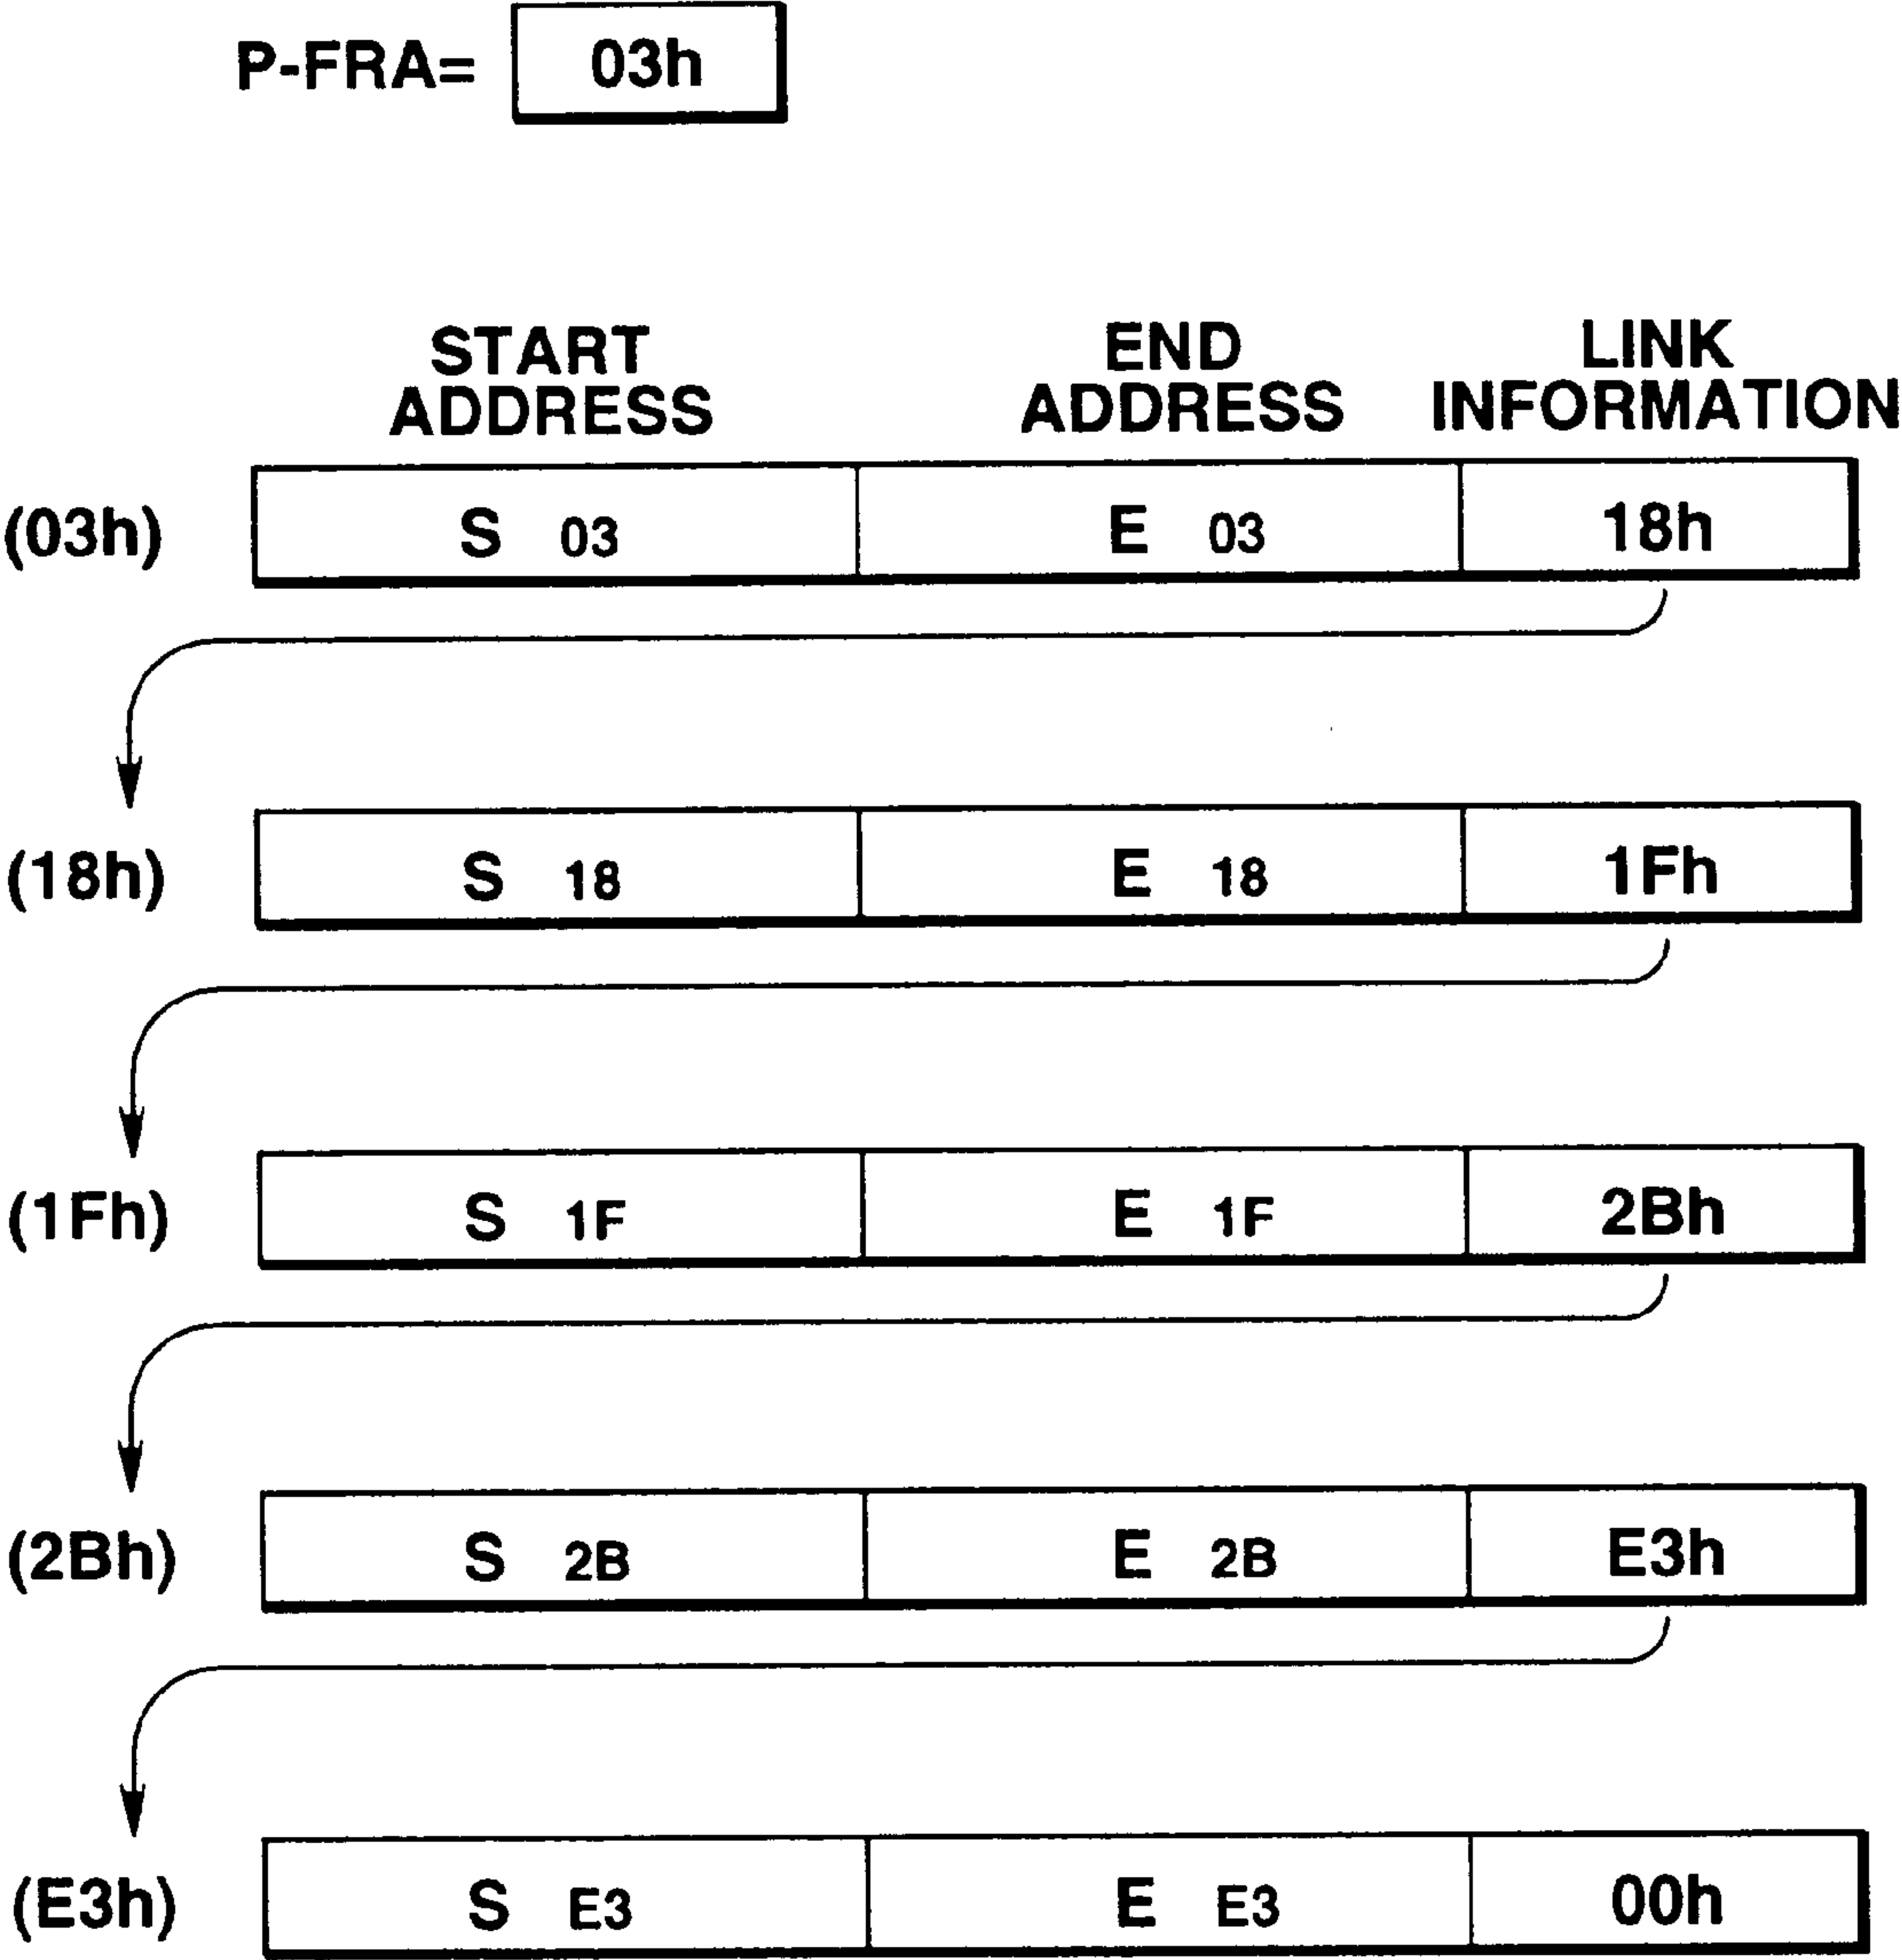 P-FRA= 03h
START ADDRESS END ADDRESS LINK INFORMATION
(03h) S 03 E 03 18h
(18h) S 18 E 18 1Fh
(1Fh) S 1F E 1F 2Bh
(2Bh) S 2B E 2B E3h
(E3h) S E3 E E3 00h